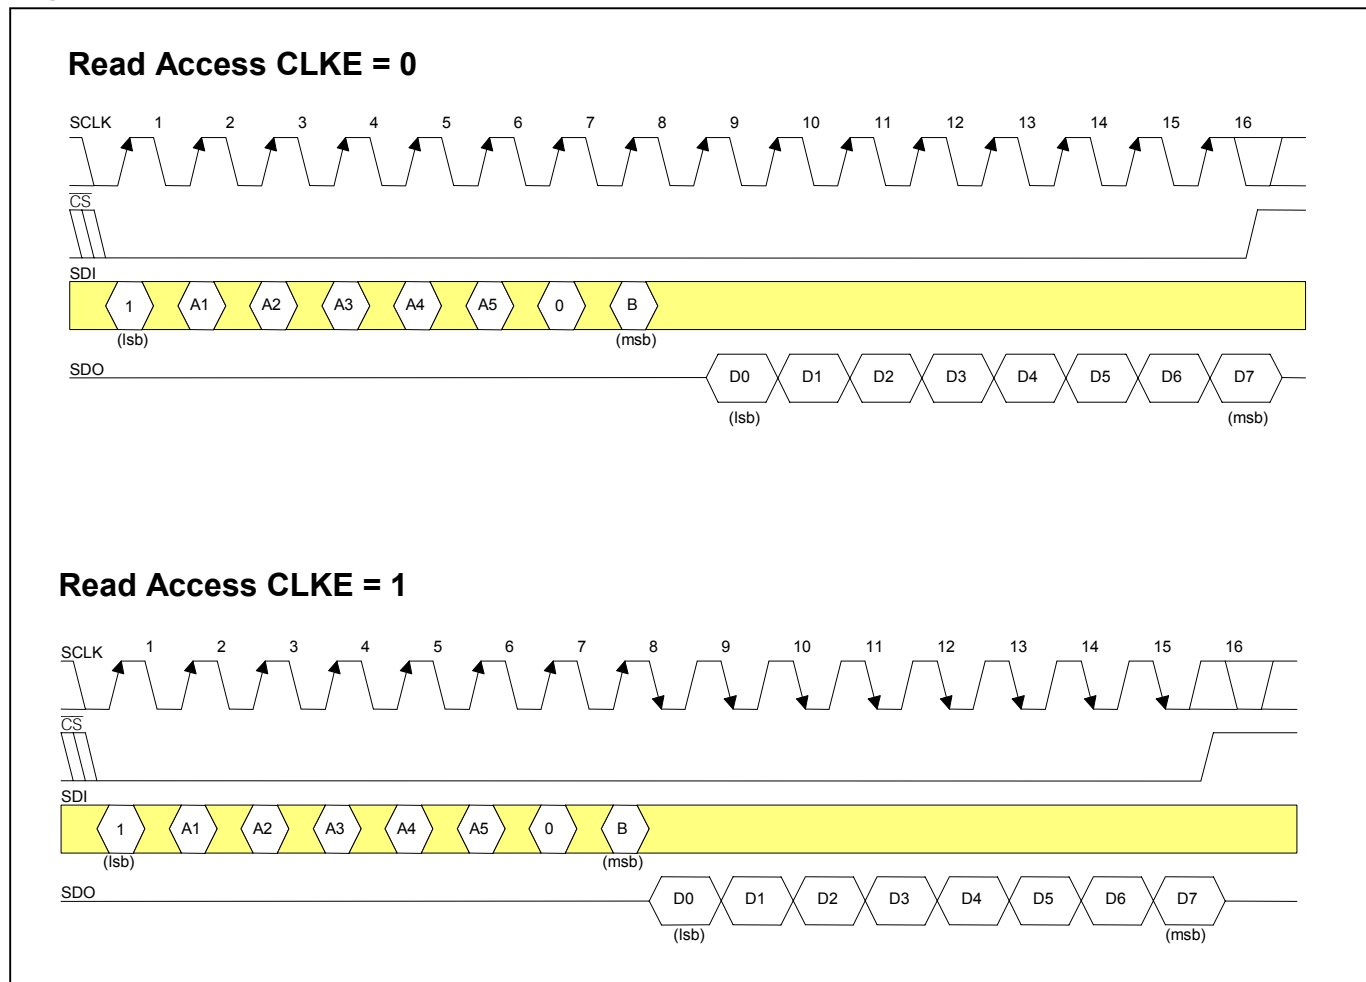 Read Access CLKE = 0
SCLK 1 2 3 4 5 6 7 8 9 10 11 12 13 14 15 16
CS
SDI
1 A1 A2 A3 A4 A5 0 B
(lsb) (msb)
SDO
D0 D1 D2 D3 D4 D5 D6 D7
(lsb) (msb)
Read Access CLKE = 1
SCLK 1 2 3 4 5 6 7 8 9 10 11 12 13 14 15 16
CS
SDI
1 A1 A2 A3 A4 A5 0 B
(lsb) (msb)
SDO
D0 D1 D2 D3 D4 D5 D6 D7
(lsb) (msb)